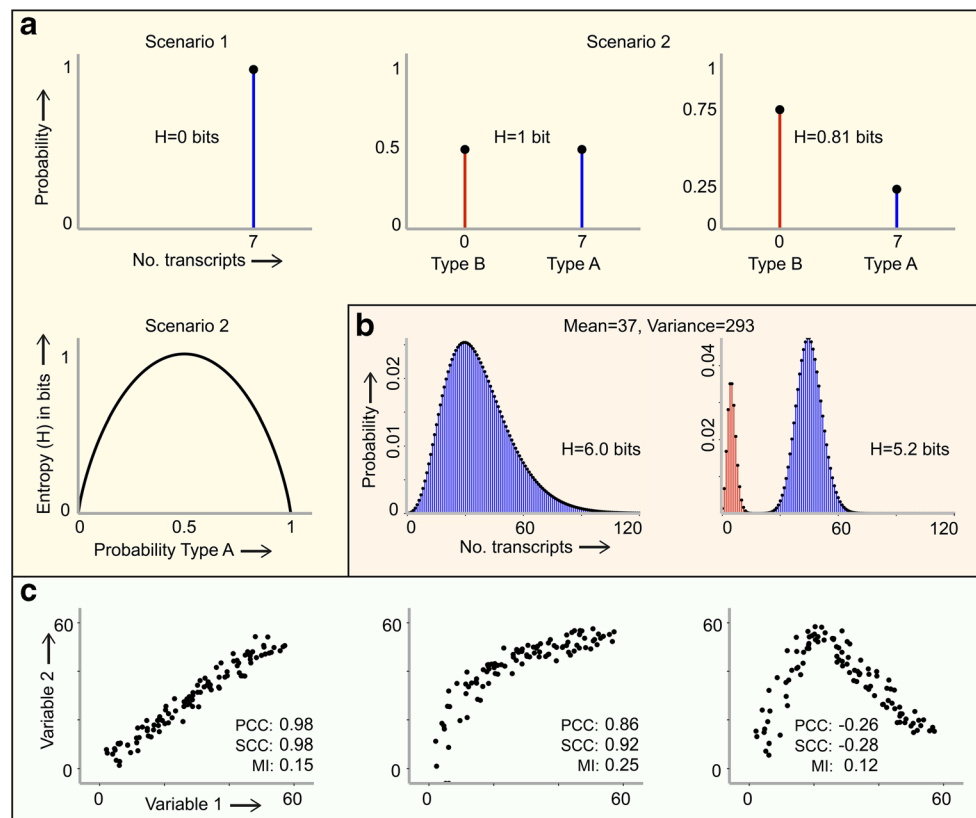 a
Scenario 1
Scenario 2
Probability
1
0
H=0 bits
7
No. transcripts
1
0.5
0
H=1 bit
0
7
Type B
Type A
1
0.75
0.25
0
H=0.81 bits
0
7
Type B
Type A
Scenario 2
Entropy (H) in bits
1
0
0
0.5
1
Probability Type A
b
Mean=37, Variance=293
Probability
0.02
0.01
0
H=6.0 bits
0
60
120
No. transcripts
0.04
0.02
H=5.2 bits
0
60
120
c
Variable 2
60
0
PCC: 0.98
SCC: 0.98
MI: 0.15
0
60
Variable 1
60
0
PCC: 0.86
SCC: 0.92
MI: 0.25
0
60
60
0
PCC: -0.26
SCC: -0.28
MI: 0.12
0
60